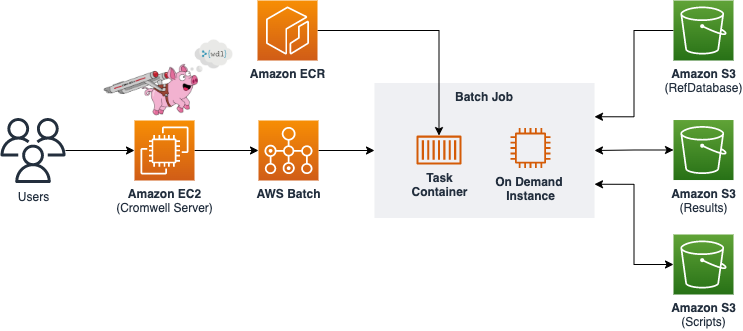 {wdl}
Amazon ECR
Amazon S3
(RefDatabase)
Batch Job
Users
Amazon EC2
(Cromwell Server)
AWS Batch
Task
Container
On Demand
Instance
Amazon S3
(Results)
Amazon S3
(Scripts)